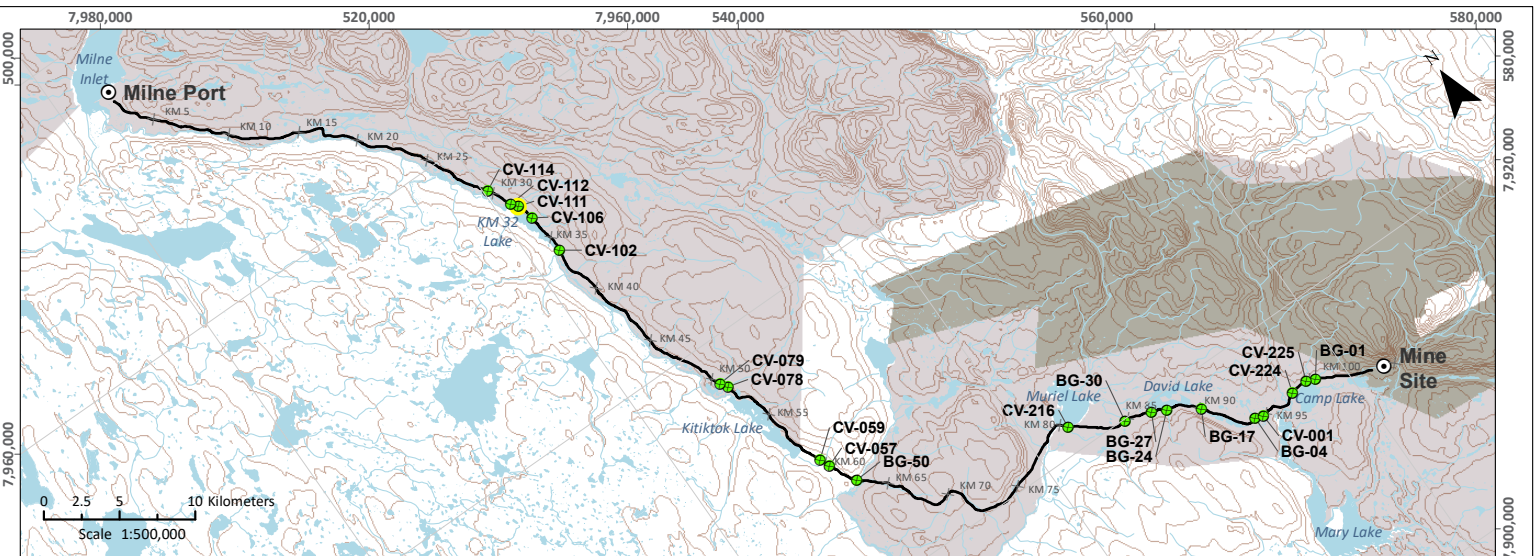 7,980,000
520,000
7,960,000
540,000
560,000
580,000
500,000
580,000
7,920,000
7,960,000
7,900,000
N
Milne
Inlet
Milne Port
KM 5
KM 10
KM 15
KM 20
KM 25
CV-114
KM 30
CV-112
CV-111
CV-106
KM 32
Lake
KM 35
CV-102
KM 40
KM 45
CV-079
KM 50
CV-078
KM 55
Kitiktok Lake
CV-059
CV-057
KM 60
BG-50
KM 65
KM 70
KM 75
KM 80
CV-216
Muriel Lake
BG-30
KM 85
David Lake
BG-27
BG-24
KM 90
BG-17
CV-225
CV-224
BG-01
KM 100
Mine
Site
Camp Lake
KM 95
CV-001
BG-04
Mary Lake
0 2.5 5 10 Kilometers
Scale 1:500,000